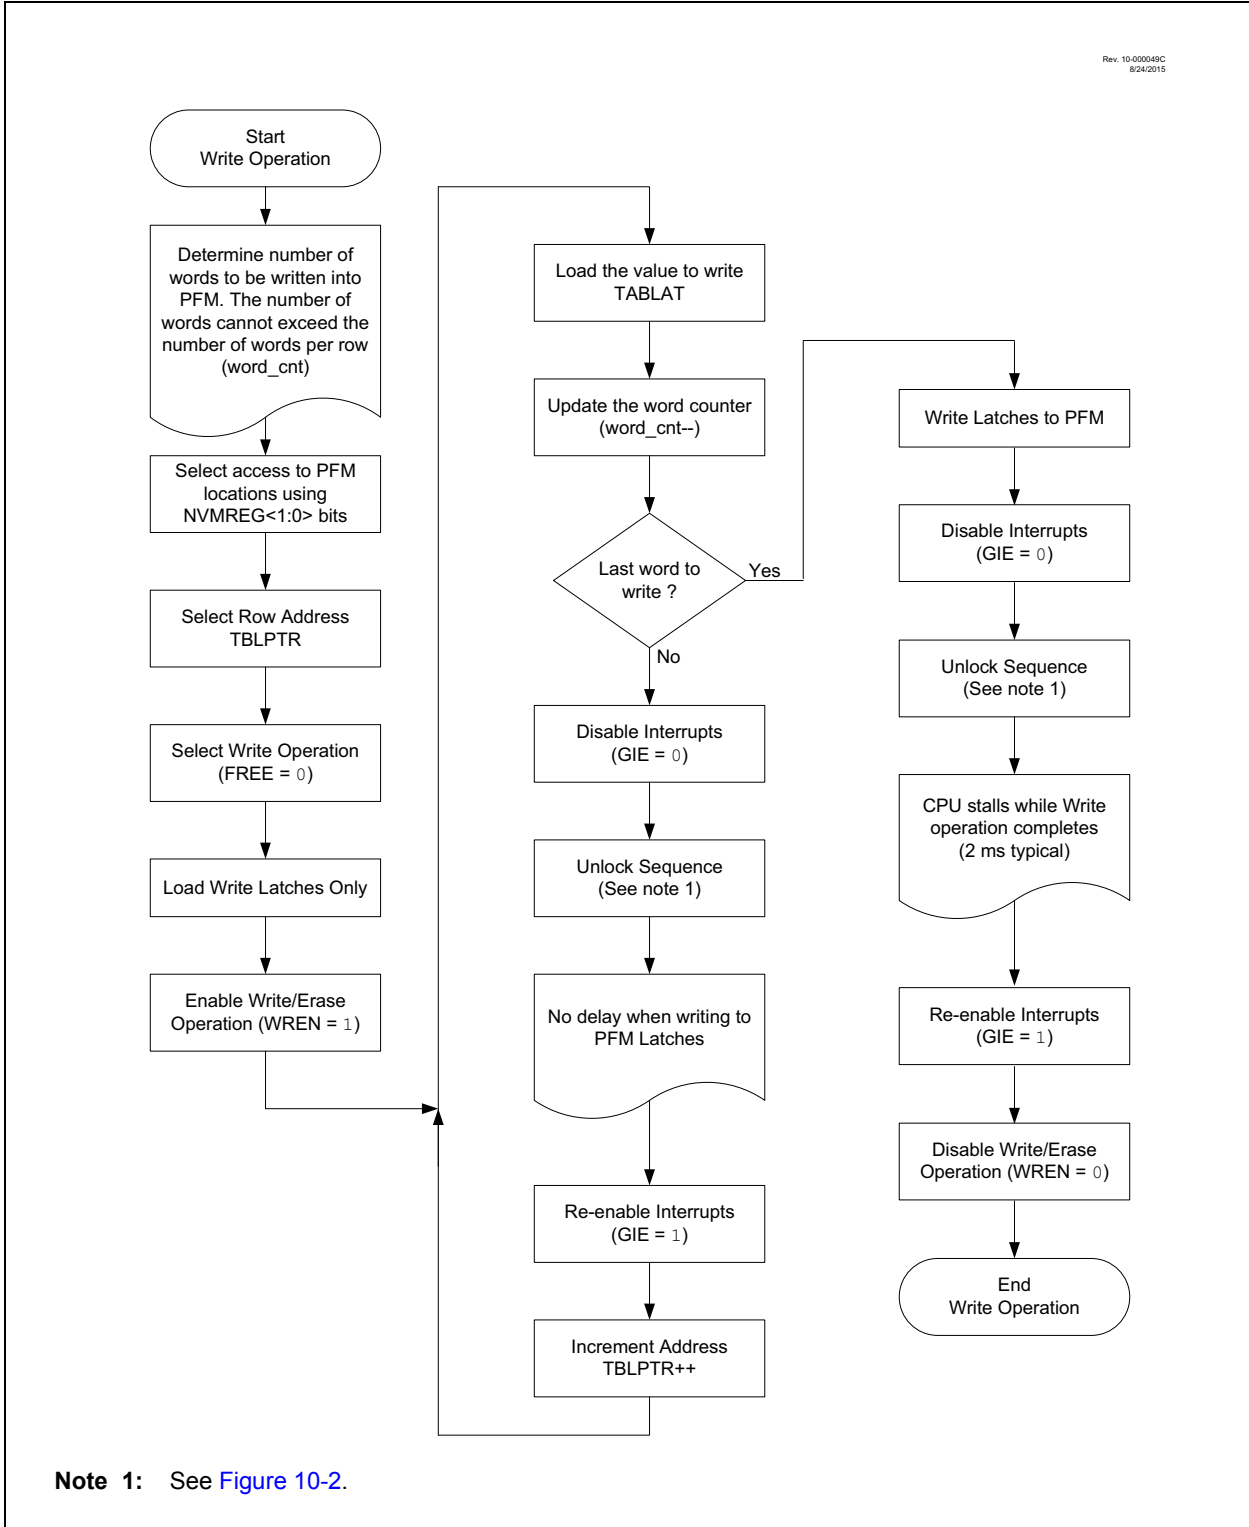 Rev. 10-000049C
8/24/2015
Start
Write Operation
Determine number of
words to be written into
PFM. The number of
words cannot exceed the
number of words per row
(word_cnt)
Select access to PFM
locations using
NVMREG<1:0> bits
Select Row Address
TBLPTR
Select Write Operation
(FREE = 0)
Load Write Latches Only
Enable Write/Erase
Operation (WREN = 1)
Load the value to write
TABLAT
Update the word counter
(word_cnt--)
Last word to
write ?
Yes
No
Disable Interrupts
(GIE = 0)
Unlock Sequence
(See note 1)
No delay when writing to
PFM Latches
Re-enable Interrupts
(GIE = 1)
Increment Address
TBLPTR++
Write Latches to PFM
Disable Interrupts
(GIE = 0)
Unlock Sequence
(See note 1)
CPU stalls while Write
operation completes
(2 ms typical)
Re-enable Interrupts
(GIE = 1)
Disable Write/Erase
Operation (WREN = 0)
End
Write Operation
Note 1: See Figure 10-2.